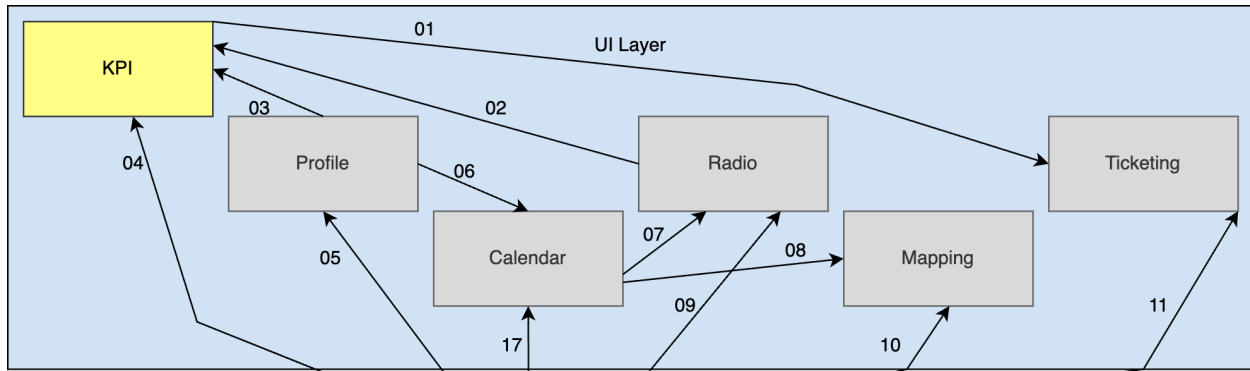 01
UI Layer
KPI
02
03
04
Profile
Radio
Ticketing
06
05
07
Calendar
08
Mapping
09
11
17
10